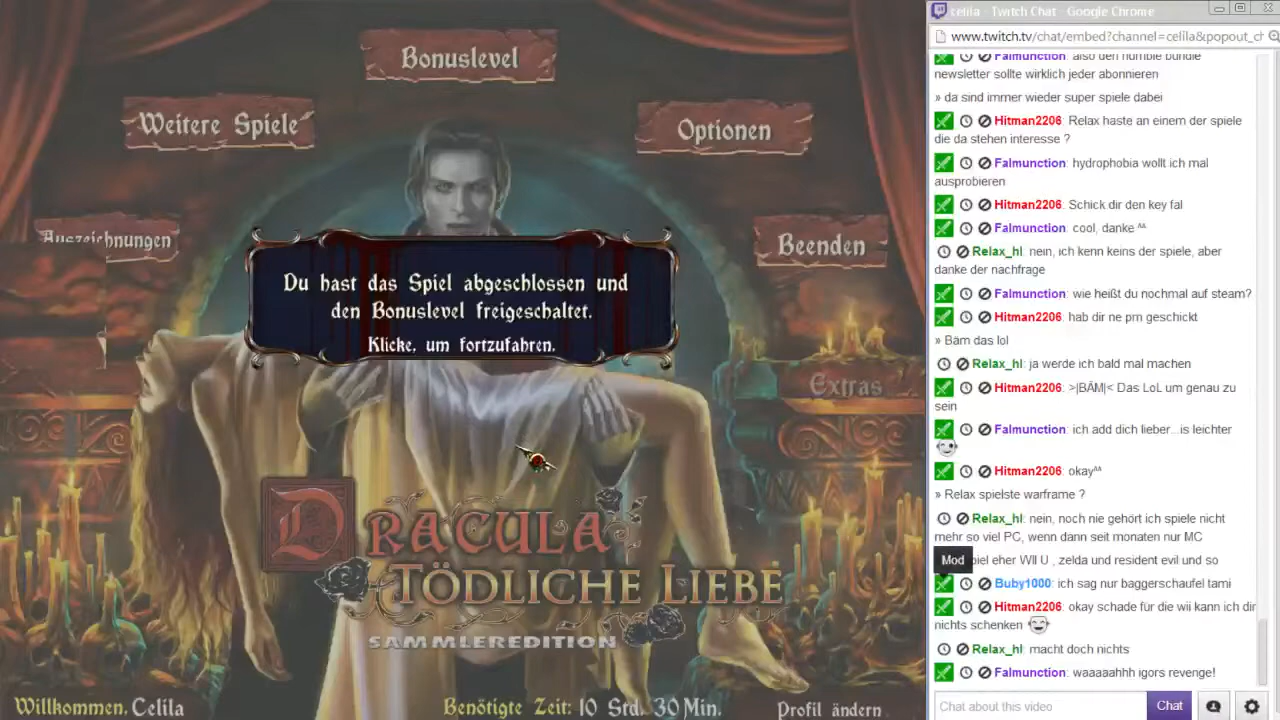 Bonuslevel
Weitere Spiele
Optionen
Auszeichnungen
Beenden
Du hast das Spiel abgeschlossen und
den Bonuslevel freigeschaltet.
Klicke, um fortzufahren.
Extras
DRACULA
TÖDLICHE LIEBE
SAMMLEREDITION
Willkommen, Celila
Benötigte Zeit: 10 Std. 30 Min.
Profil ändern
celila - Twitch Chat - Google Chrome
www.twitch.tv/chat/embed?channel=celila&popout_ch
Falmunction: also den humble bundle
newsletter sollte wirklich jeder abonnieren
» da sind immer wieder super spiele dabei
Hitman2206: Relax haste an einem der spiele
die da stehen interesse ?
Falmunction: hydrophobia wollt ich mal
ausprobieren
Hitman2206: Schick dir den key fal
Falmunction: cool, danke ^^
Relax_hl: nein, ich kenn keins der spiele, aber
danke der nachfrage
Falmunction: wie heißt du nochmal auf steam?
Hitman2206: hab dir ne pm geschickt
» Bäm das lol
Relax_hl: ja werde ich bald mal machen
Hitman2206: >|BÄM|< Das LoL um genau zu
sein
Falmunction: ich add dich lieber...is leichter
Hitman2206: okay^^
» Relax spielste warframe ?
Relax_hl: nein, noch nie gehört ich spiele nicht
mehr so viel PC, wenn dann seit monaten nur MC
Mod iel eher WII U , zelda und resident evil und so
Buby1000: ich sag nur baggerschaufel tami
Hitman2206: okay schade für die wii kann ich dir
nichts schenken
Relax_hl: macht doch nichts
Falmunction: waaaaahhh igors revenge!
Chat about this video
Chat